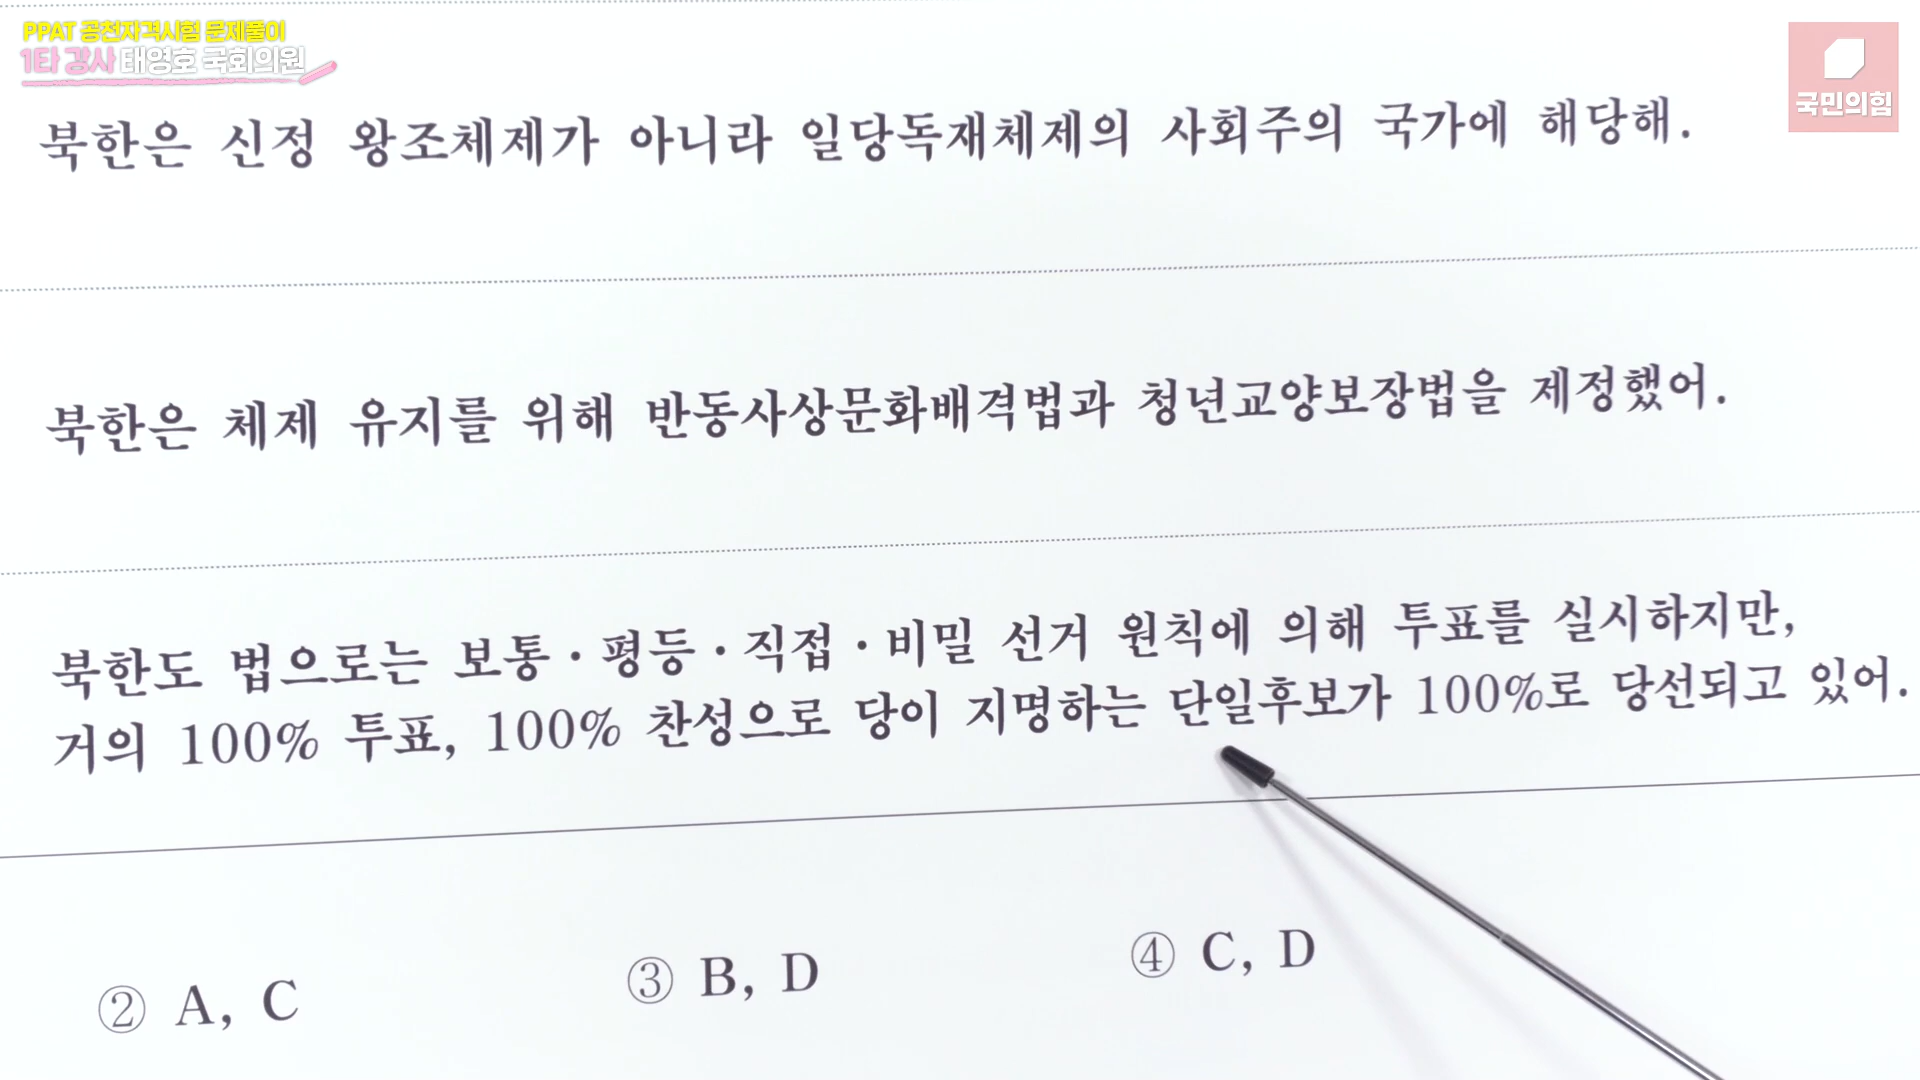 PPAT 공천자격시험 문제풀이
1타 강사 태영호 국회의원
국민의힘
북한은 신정 왕조체제가 아니라 일당독재체제의 사회주의 국가에 해당해.
북한은 체제 유지를 위해 반동사상문화배격법과 청년교양보장법을 제정했어.
북한도 법으로는 보통·평등·직접·비밀 선거 원칙에 의해 투표를 실시하지만,
거의 100% 투표, 100% 찬성으로 당이 지명하는 단일후보가 100%로 당선되고 있어.
② A, C
③ B, D
④ C, D